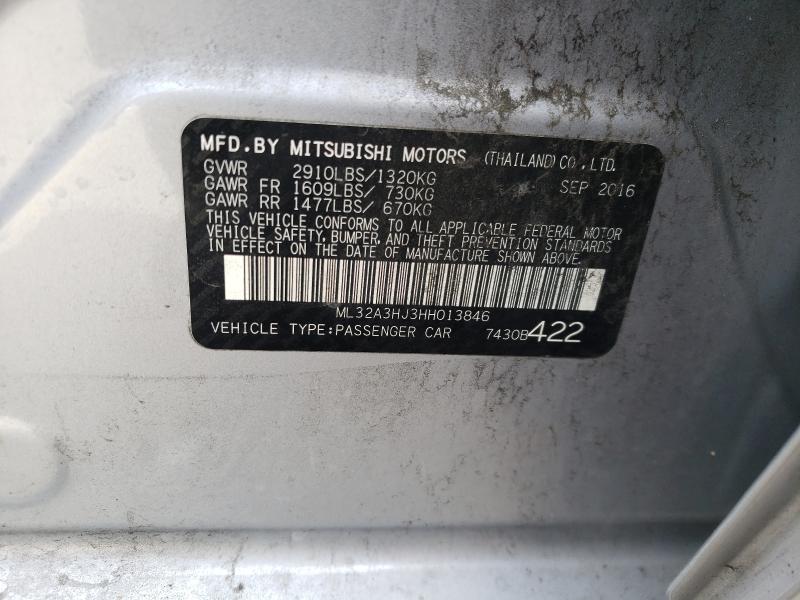 MFD.BY MITSUBISHI MOTORS (THAILAND) CO., LTD.
GVWR 2910LBS/1320KG SEP 2016
GAWR FR 1609LBS/ 730KG
GAWR RR 1477LBS/ 670KG
THIS VEHICLE CONFORMS TO ALL APPLICABLE FEDERAL MOTOR
VEHICLE SAFETY, BUMPER, AND THEFT PREVENTION STANDARDS
IN EFFECT ON THE DATE OF MANUFACTURE SHOWN ABOVE.
ML32A3HJ3HH013846
VEHICLE TYPE:PASSENGER CAR 7430B422